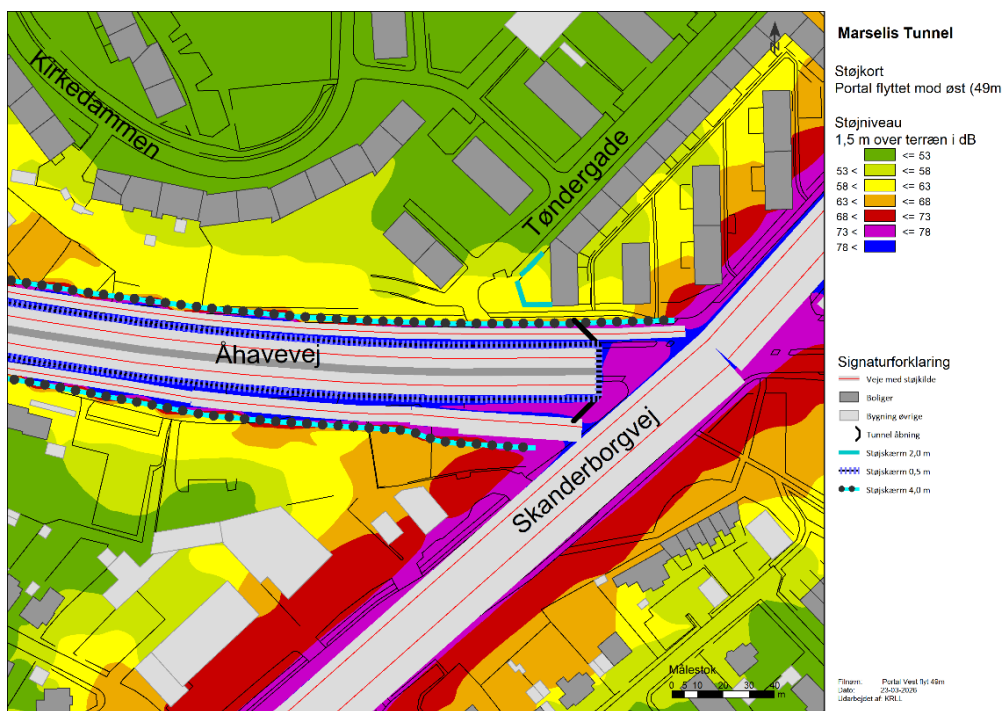 Marselis Tunnel
Støjkort
Portal flyttet mod øst (49m
Støjniveau
1,5 m over terræn i dB
<= 53
53 < <= 58
58 < <= 63
63 < <= 68
68 < <= 73
73 < <= 78
78 <
Signaturforklaring
Veje med støjkilde
Boliger
Bygning øvrige
Tunnel åbning
Støjskærm 2,0 m
Støjskærm 0,5 m
Støjskærm 4,0 m
Kirkedammen
Tøndergade
Åhavevej
Skanderborgvej
Målestok
0 5 10 20 30 40
m
Filnavn: Portal Vest flyt 49m
Dato: 23-03-2026
Udarbejdet af: KRLL